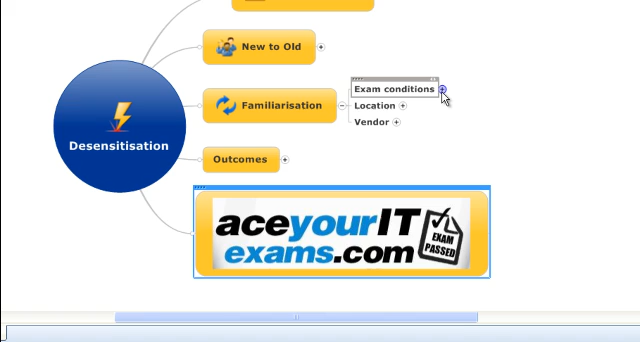 New to Old
Exam conditions
Familiarisation
Location
Vendor
Desensitisation
Outcomes
aceyourIT
exams.com
EXAM
PASSED